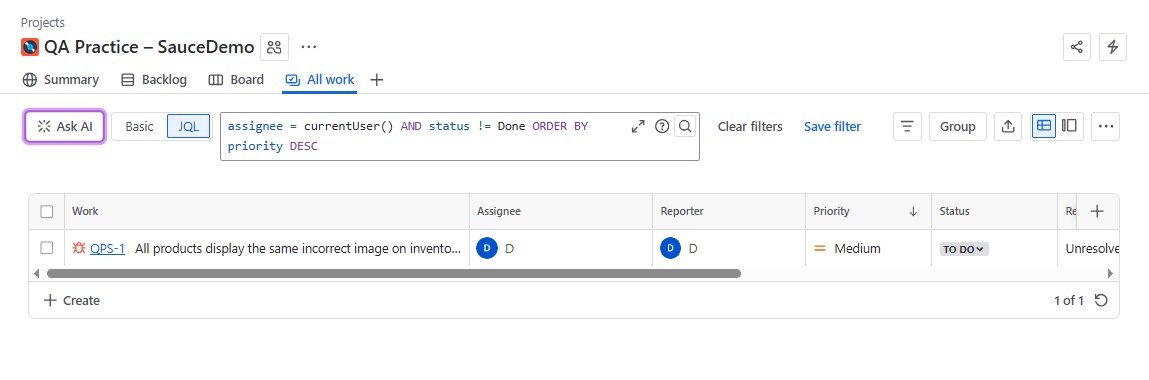 Projects
QA Practice – SauceDemo
Summary Backlog Board All work
Ask AI Basic JQL assignee = currentUser() AND status != Done ORDER BY Clear filters Save filter Group
priority DESC
Work Assignee Reporter Priority Status Re
QPS-1 All products display the same incorrect image on invento... D D D D Medium TO DO Unresolve
Create 1 of 1